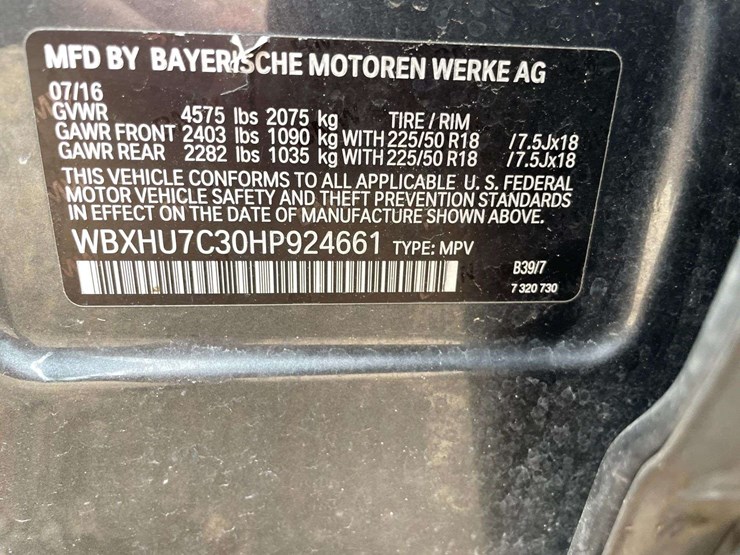 MFD BY BAYERISCHE MOTOREN WERKE AG
07/16
GVWR 4575 lbs 2075 kg TIRE / RIM
GAWR FRONT 2403 lbs 1090 kg WITH 225/50 R18 /7.5Jx18
GAWR REAR 2282 lbs 1035 kg WITH 225/50 R18 /7.5Jx18
THIS VEHICLE CONFORMS TO ALL APPLICABLE U. S. FEDERAL
MOTOR VEHICLE SAFETY AND THEFT PREVENTION STANDARDS
IN EFFECT ON THE DATE OF MANUFACTURE SHOWN ABOVE.
WBXHU7C30HP924661 TYPE: MPV
B39/7
7 320 730